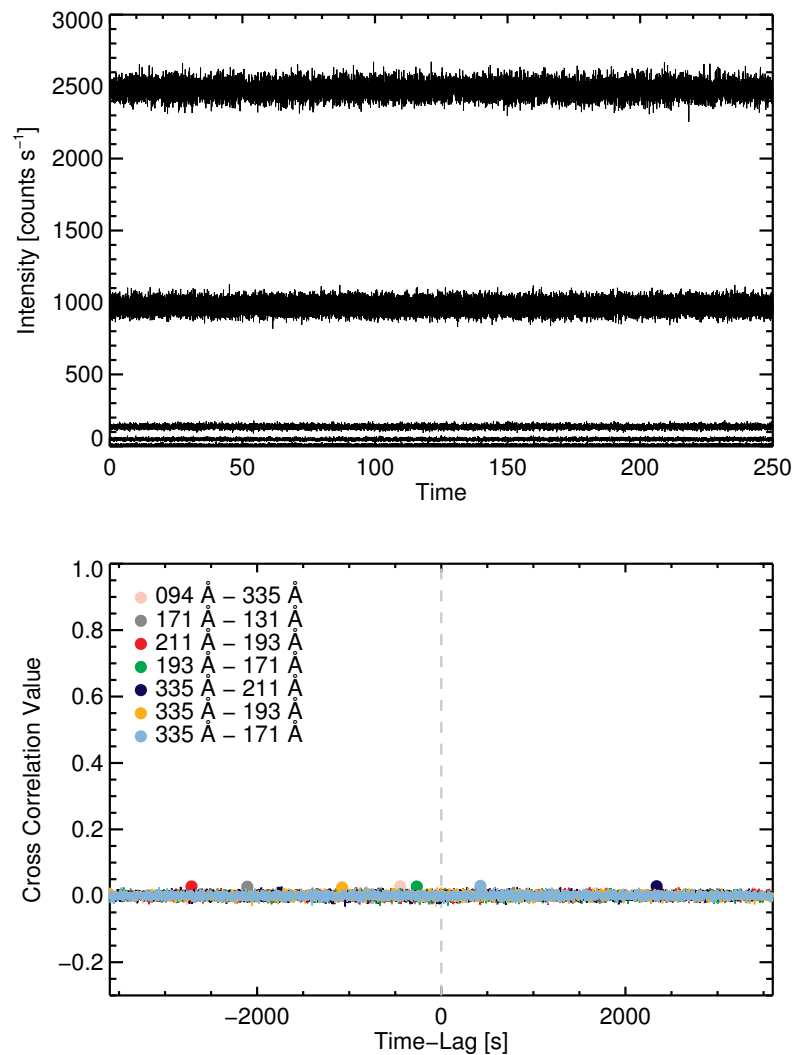 3000
2500
2000
1500
1000
500
0
Intensity [counts s⁻¹]
0 50 100 150 200 250
Time
1.0
0.8
0.6
0.4
0.2
0.0
−0.2
Cross Correlation Value
094 Å − 335 Å
171 Å − 131 Å
211 Å − 193 Å
193 Å − 171 Å
335 Å − 211 Å
335 Å − 193 Å
335 Å − 171 Å
−2000 0 2000
Time−Lag [s]